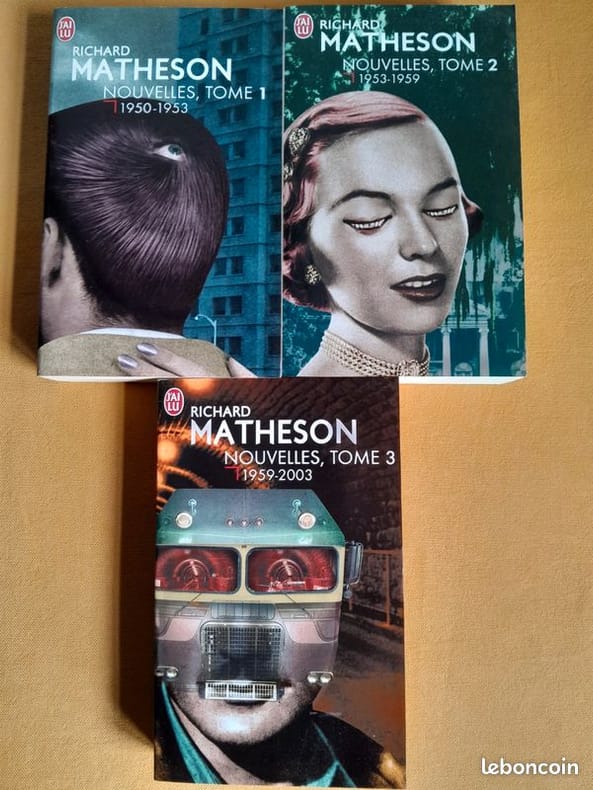 J'AI
LU
RICHARD
MATHESON
NOUVELLES, TOME 1
1950-1953
J'AI
LU
RICHARD
MATHESON
NOUVELLES, TOME 2
1953-1959
J'AI
LU
RICHARD
MATHESON
NOUVELLES, TOME 3
1959-2003
leboncoin